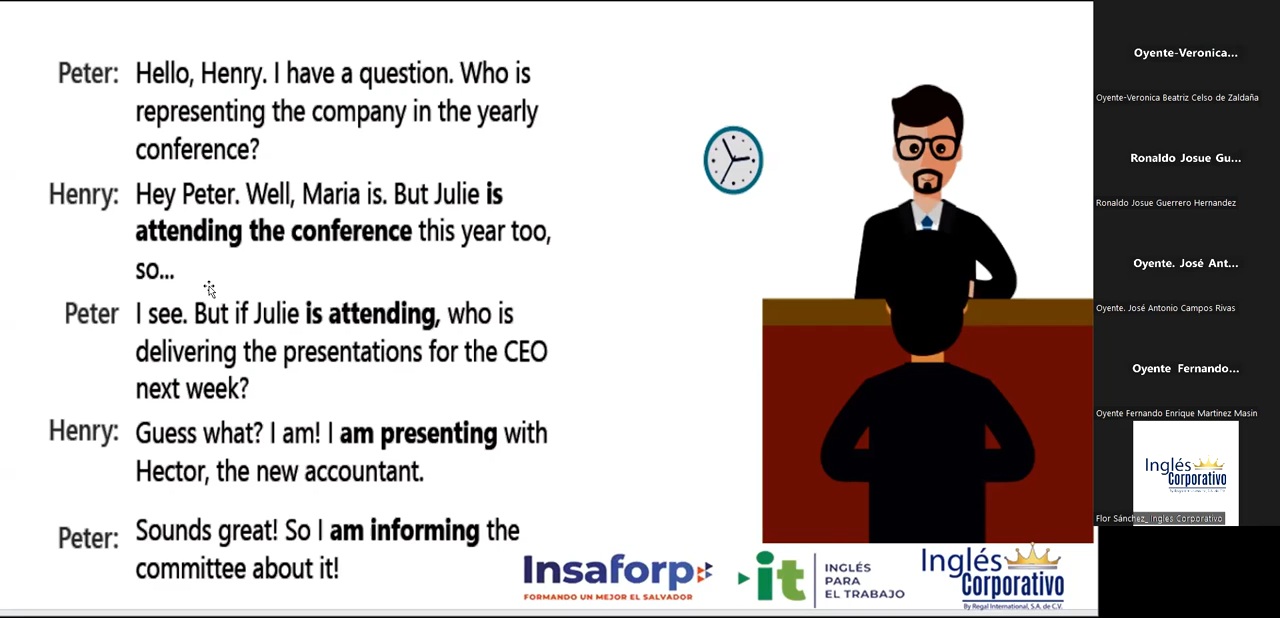 Peter: Hello, Henry. I have a question. Who is
representing the company in the yearly
conference?
Henry: Hey Peter. Well, Maria is. But Julie is
attending the conference this year too,
so...
Peter I see. But if Julie is attending, who is
delivering the presentations for the CEO
next week?
Henry: Guess what? I am! I am presenting with
Hector, the new accountant.
Peter: Sounds great! So I am informing the
committee about it!
Insaforp
FORMANDO UN MEJOR EL SALVADOR
it
INGLÉS
PARA
EL TRABAJO
Inglés
Corporativo
By Regal International, S.A. de C.V.
Oyente-Veronica...
Oyente-Veronica Beatriz Celso de Zaldaña
Ronaldo Josue Gu...
Ronaldo Josue Guerrero Hernandez
Oyente. José Ant...
Oyente. José Antonio Campos Rivas
Oyente Fernando...
Oyente Fernando Enrique Martinez Masin
Inglés
Corporativo
Flor Sánchez_ Ingles Corporativo